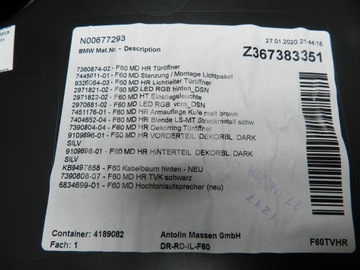 N00677293
27.01.2020 21:44:18
BMW Mat.Nr. - Description
Z367383351
7360874-02 - F60 MD HR Türöffner
7445011-01 - F60 MD Stanzung / Montage Lichtpaket
9326084-03 - F60 MD HR Lichtleiter Türöffner
2971821-02 - F60 MD LED RGB hinten_DSN
2971822-02 - F60 MD HT Einstiegsleuchte
2970681-02 - F60 MD LED RGB vorn_DSN
7451176-01 - F60 MD HR Armauflage Kule matt brown
7404652-04 - F60 MD HR Blende LS-MT Streckmetall schw
7390804-04 - F60 MD HR Dekorring Türöffner
9109696-01 - F60 MD HR VORDERTEIL DEKORBL.DARK
SILV
9109698-01 - F60 MD HR HINTERTEIL DEKORBL.DARK
SILV
KB9497858 - F60 Kabelbaum hinten - NEU
7390808-07 - F60 MD HR TVK schwarz
6834699-01 - F60 MD Hochtonlautsprecher (neu)
Container: 4189082
Antolin Massen GmbH
Fach: 1
DR-RD-IL-F60
F60TVHR